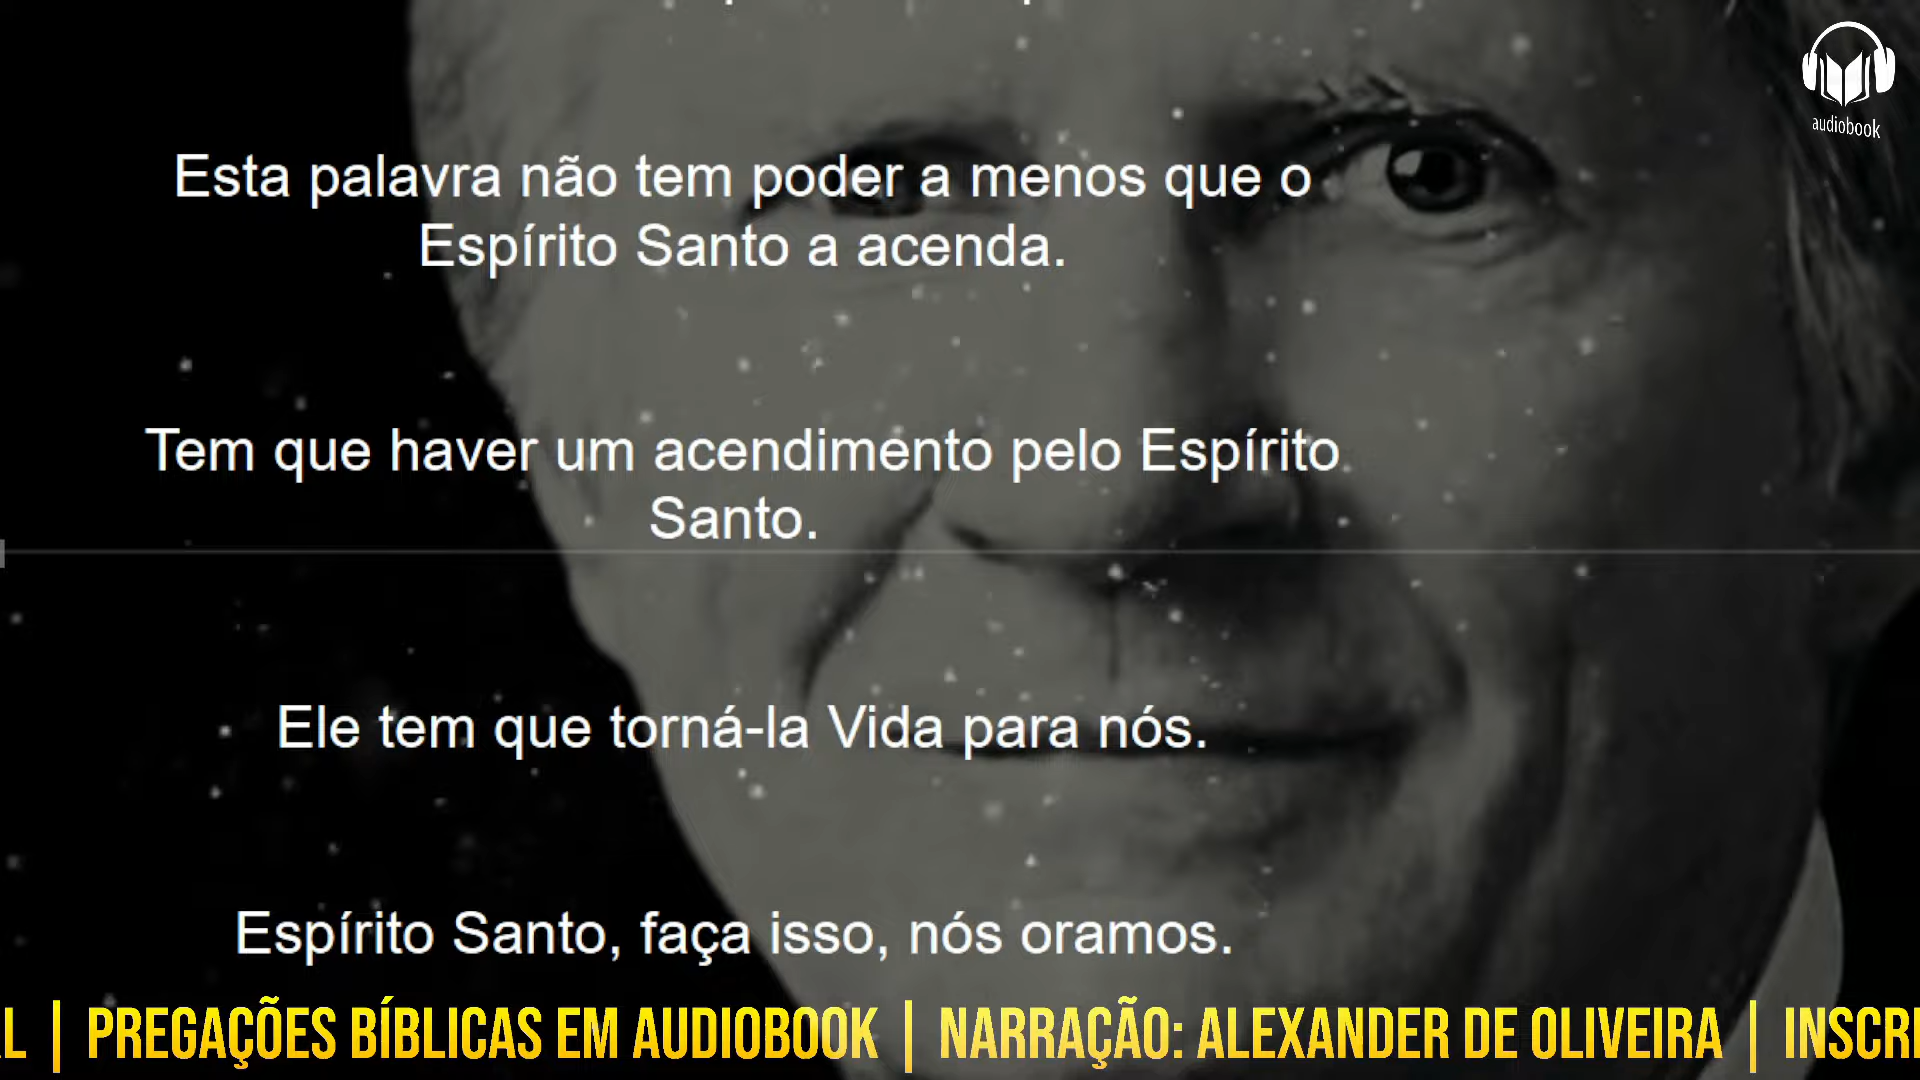 audiobook
Esta palavra não tem poder a menos que o
Espírito Santo a acenda.
Tem que haver um acendimento pelo Espírito
Santo.
Ele tem que torná-la Vida para nós.
Espírito Santo, faça isso, nós oramos.
L | PREGAÇÕES BÍBLICAS EM AUDIOBOOK | NARRAÇÃO: ALEXANDER DE OLIVEIRA | INSCRI